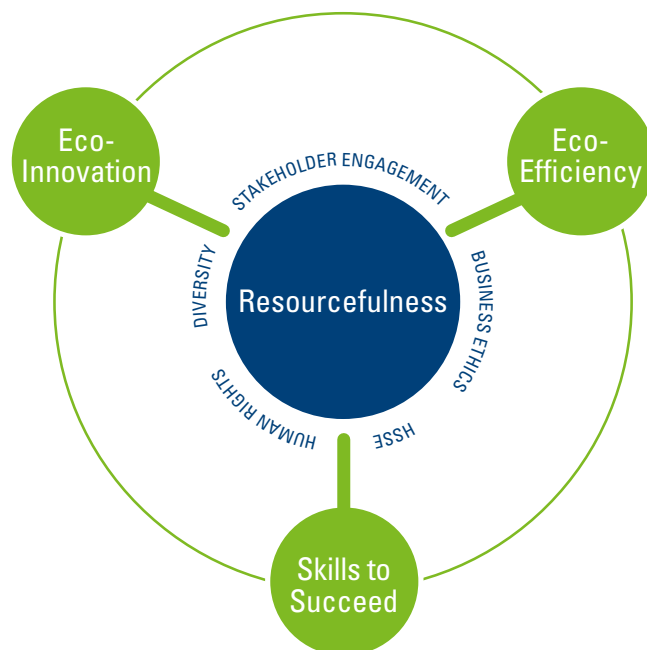 Eco-
Innovation
Eco-
Efficiency
STAKEHOLDER ENGAGEMENT
DIVERSITY
Resourcefulness
BUSINESS ETHICS
HUMAN RIGHTS
HSSE
Skills to
Succeed